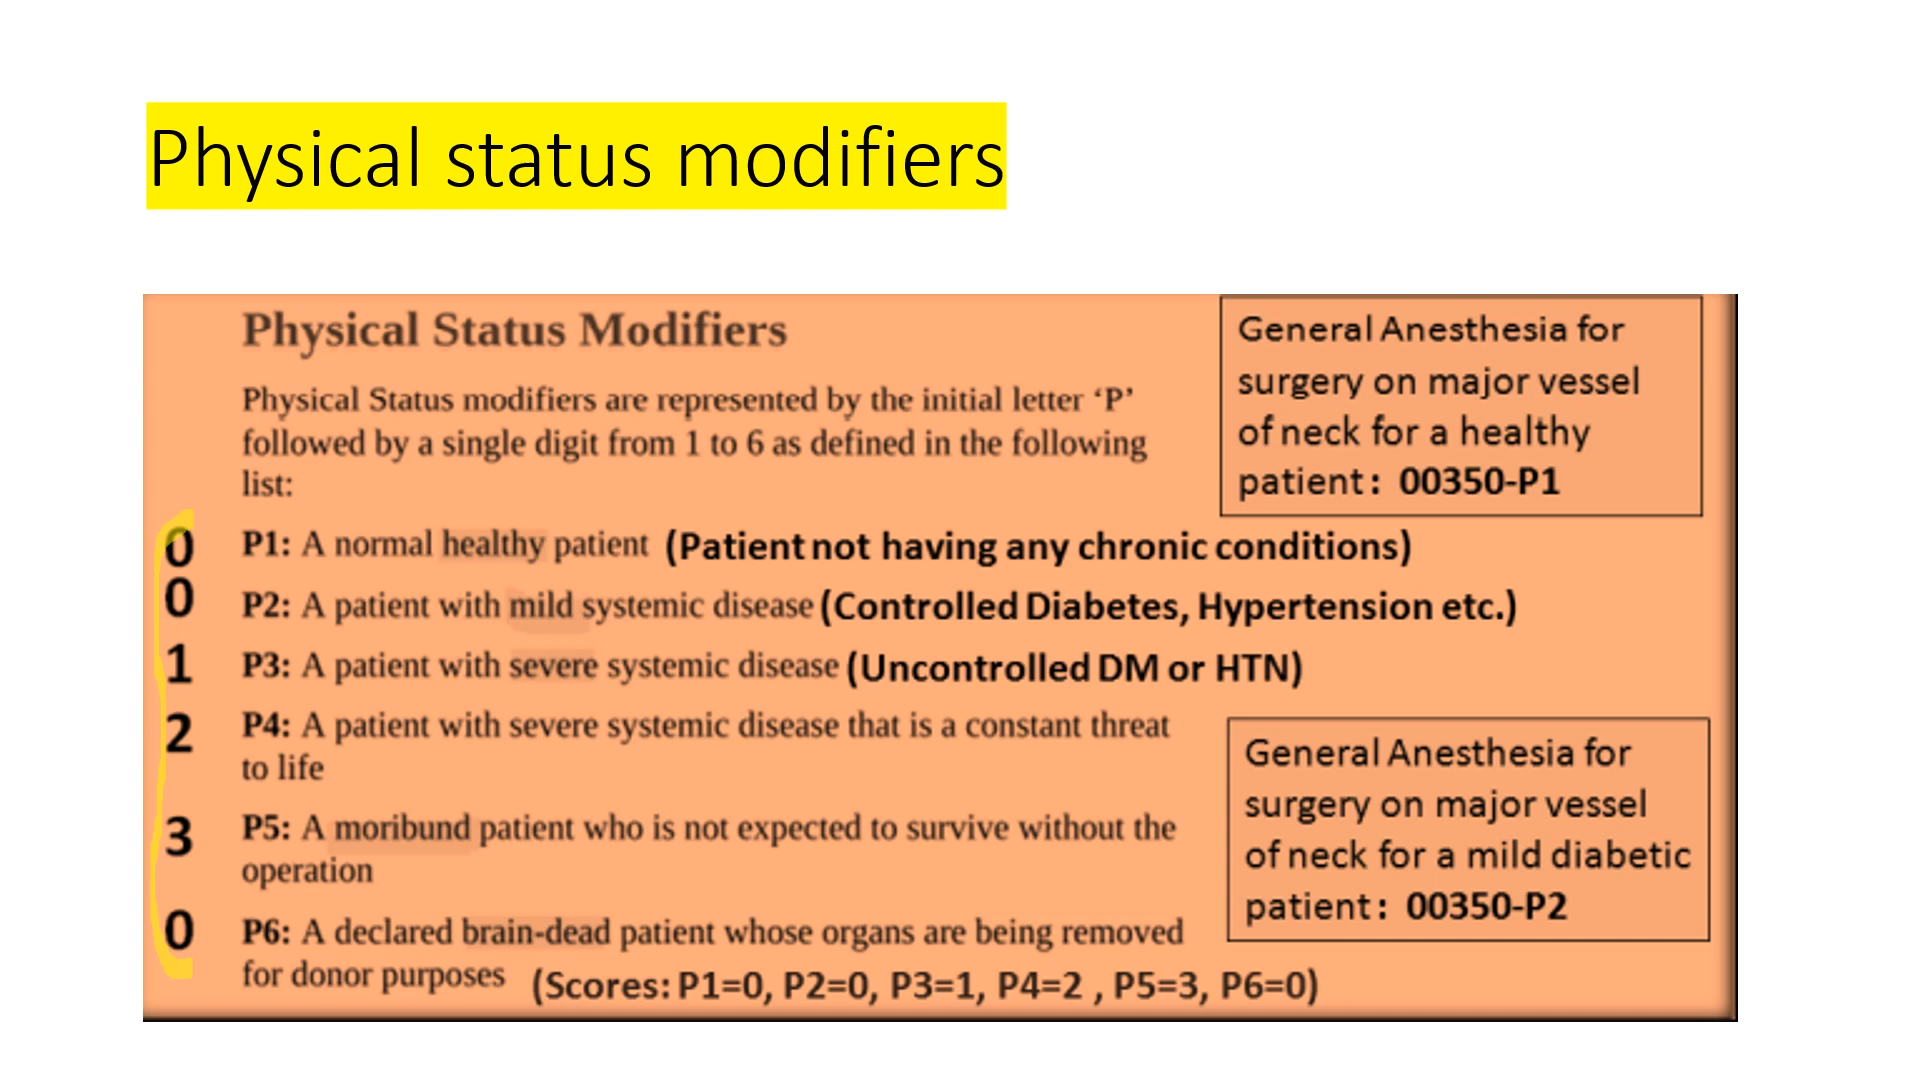 Physical status modifiers
Physical Status Modifiers
Physical Status modifiers are represented by the initial letter ‘P’
followed by a single digit from 1 to 6 as defined in the following
list:
General Anesthesia for
surgery on major vessel
of neck for a healthy
patient: 00350-P1
0 P1: A normal healthy patient (Patient not having any chronic conditions)
0 P2: A patient with mild systemic disease (Controlled Diabetes, Hypertension etc.)
1 P3: A patient with severe systemic disease (Uncontrolled DM or HTN)
2 P4: A patient with severe systemic disease that is a constant threat
to life
3 P5: A moribund patient who is not expected to survive without the
operation
0 P6: A declared brain-dead patient whose organs are being removed
for donor purposes (Scores: P1=0, P2=0, P3=1, P4=2 , P5=3, P6=0)
General Anesthesia for
surgery on major vessel
of neck for a mild diabetic
patient: 00350-P2